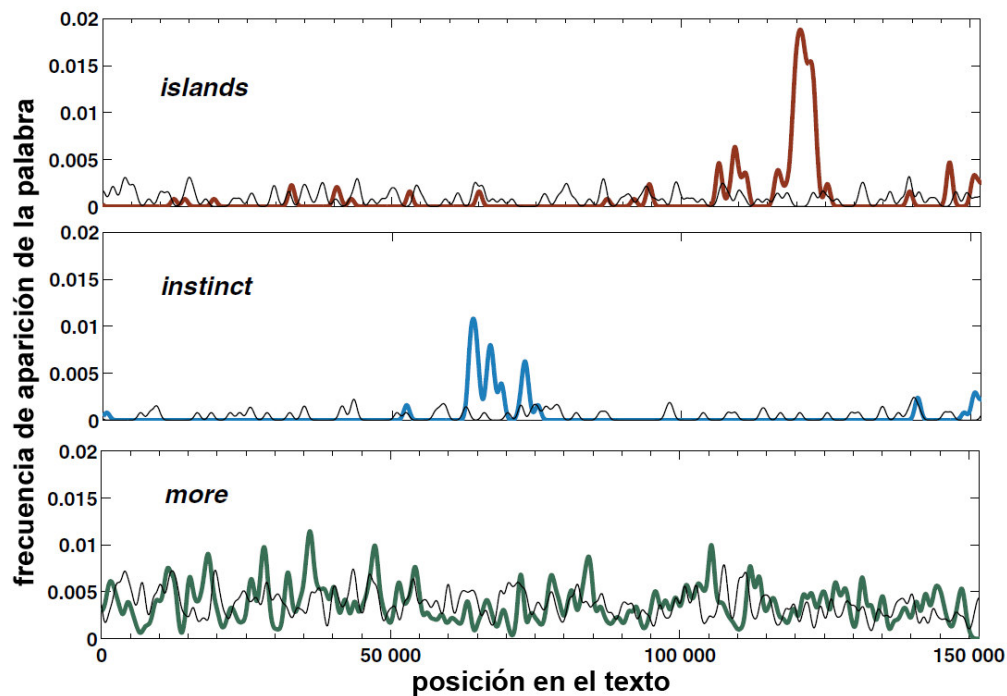 frecuencia de aparición de la palabra
0.02
0.015
0.01
0.005
0
islands
0.02
0.015
0.01
0.005
0
instinct
0.02
0.015
0.01
0.005
0
more
0 50 000 100 000 150 000
posición en el texto